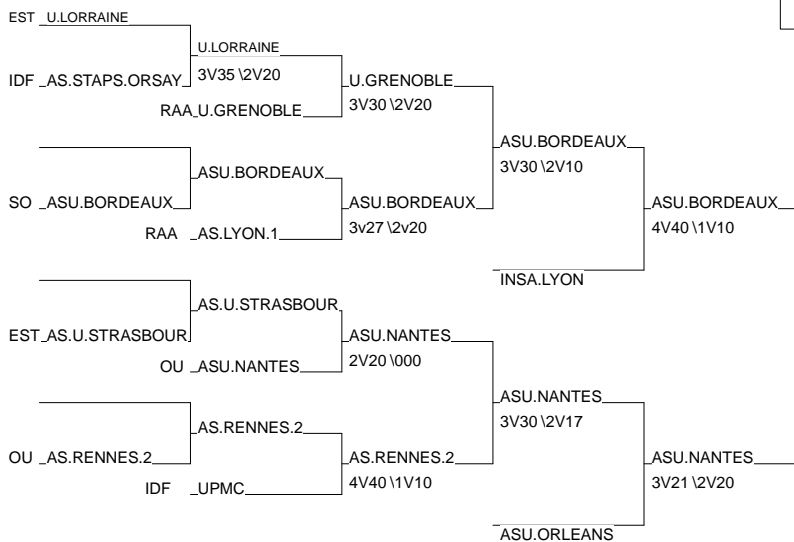 EST U.LORRAINE
U.LORRAINE
IDF AS.STAPS.ORSAY 3V35 \2V20 U.GRENOBLE
RAA U.GRENOBLE 3V30 \2V20
ASU.BORDEAUX
3V30 \2V10
ASU.BORDEAUX
SO ASU.BORDEAUX ASU.BORDEAUX ASU.BORDEAUX
3v27 \2v20 4V40 \1V10
RAA AS.LYON.1
INSA.LYON
AS.U.STRASBOUR
EST AS.U.STRASBOUR ASU.NANTES
OU ASU.NANTES 2V20 \000
ASU.NANTES
3V30 \2V17
AS.RENNES.2
OU AS.RENNES.2 AS.RENNES.2 ASU.NANTES
4V40 \1V10 3V21 \2V20
IDF UPMC
ASU.ORLEANS